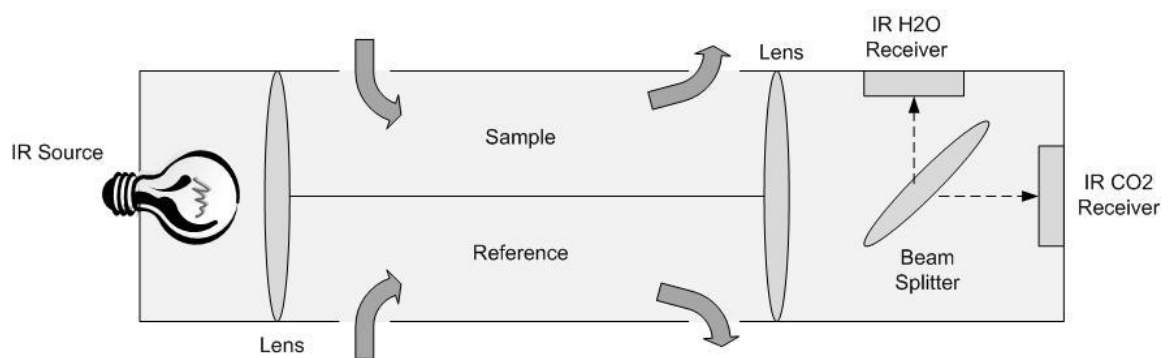 IR H2O
Receiver
Lens
Sample
IR Source
IR CO2
Receiver
Reference
Beam
Splitter
Lens